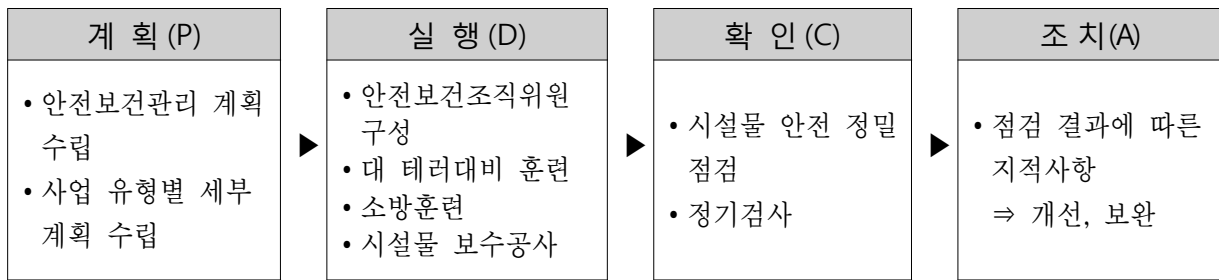 계 획 (P)
• 안전보건관리 계획
수립
• 사업 유형별 세부
계획 수립
▶
실 행 (D)
• 안전보건조직위원
구성
• 대 테러대비 훈련
• 소방훈련
• 시설물 보수공사
▶
확 인 (C)
• 시설물 안전 정밀
점검
• 정기검사
▶
조 치(A)
• 점검 결과에 따른
지적사항
⇒ 개선, 보완